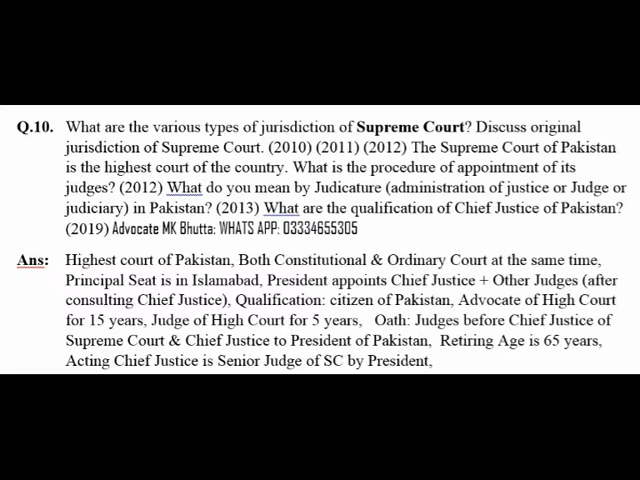 Q.10. What are the various types of jurisdiction of Supreme Court? Discuss original
jurisdiction of Supreme Court. (2010) (2011) (2012) The Supreme Court of Pakistan
is the highest court of the country. What is the procedure of appointment of its
judges? (2012) What do you mean by Judicature (administration of justice or Judge or
judiciary) in Pakistan? (2013) What are the qualification of Chief Justice of Pakistan?
(2019) Advocate MK Bhutta: WHATS APP: 03334655305
Ans: Highest court of Pakistan, Both Constitutional & Ordinary Court at the same time,
Principal Seat is in Islamabad, President appoints Chief Justice + Other Judges (after
consulting Chief Justice), Qualification: citizen of Pakistan, Advocate of High Court
for 15 years, Judge of High Court for 5 years, Oath: Judges before Chief Justice of
Supreme Court & Chief Justice to President of Pakistan, Retiring Age is 65 years,
Acting Chief Justice is Senior Judge of SC by President,